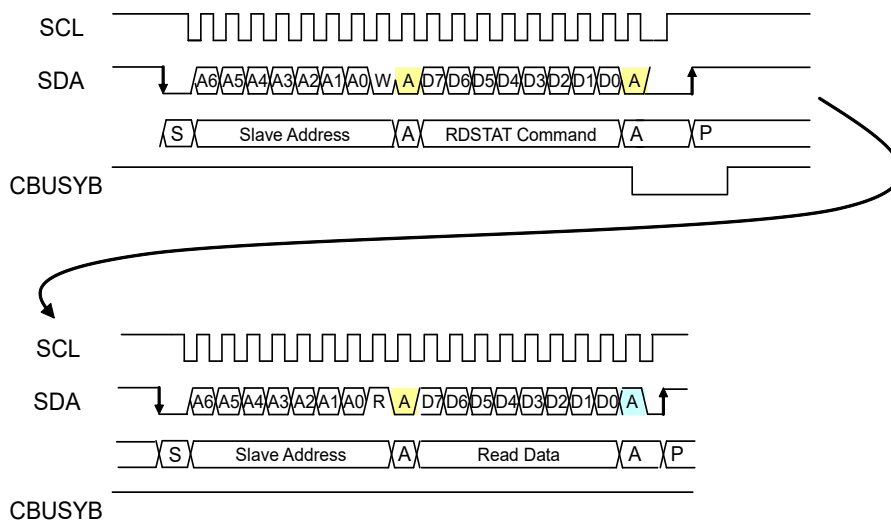 SCL
SDA A6 A5 A4 A3 A2 A1 A0 W A D7 D6 D5 D4 D3 D2 D1 D0 A
S Slave Address A RDSTAT Command A P
CBUSYB
SCL
SDA A6 A5 A4 A3 A2 A1 A0 R A D7 D6 D5 D4 D3 D2 D1 D0 A
S Slave Address A Read Data A P
CBUSYB